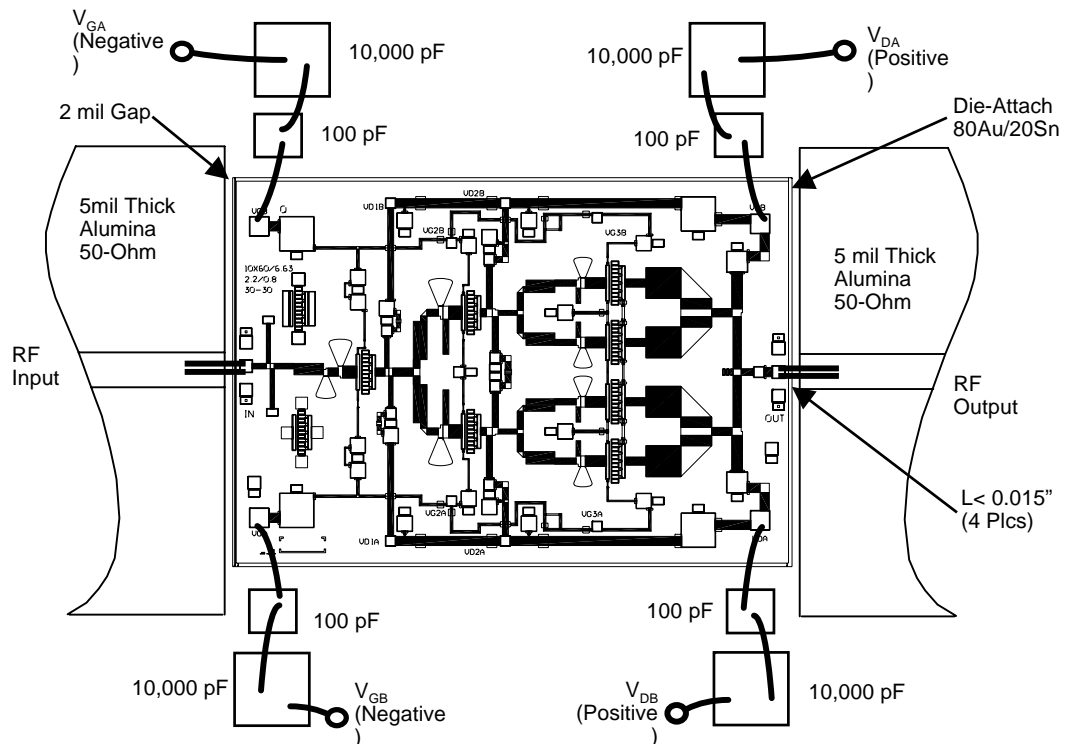 V_GA
(Negative
)
10,000 pF
10,000 pF
V_DA
(Positive
)
2 mil Gap
100 pF
100 pF
Die-Attach
80Au/20Sn
5mil Thick
Alumina
50-Ohm
VD2B
VD1B
VG2B
VG3B
5 mil Thick
Alumina
50-Ohm
10X60/6.63
2.2/0.8
30-30
RF
Input
RF
Output
IN
OUT
L< 0.015”
(4 Plcs)
VG2A
VG3A
VD1A
VD2A
100 pF
100 pF
10,000 pF
V_GB
(Negative
)
V_DB
(Positive
)
10,000 pF